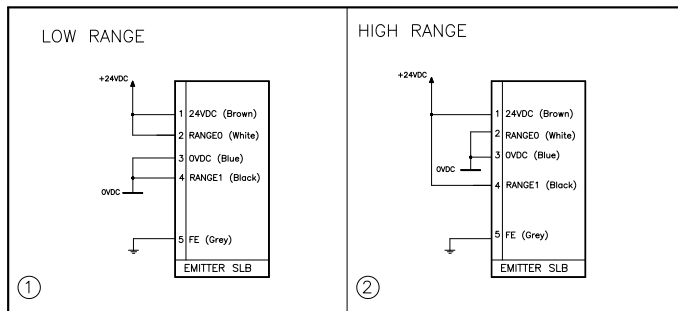 LOW RANGE
+24VDC
1 24VDC (Brown)
2 RANGE0 (White)
3 0VDC (Blue)
4 RANGE1 (Black)
0VDC
5 FE (Grey)
EMITTER SLB
1
HIGH RANGE
+24VDC
1 24VDC (Brown)
2 RANGE0 (White)
3 0VDC (Blue)
0VDC
4 RANGE1 (Black)
5 FE (Grey)
EMITTER SLB
2